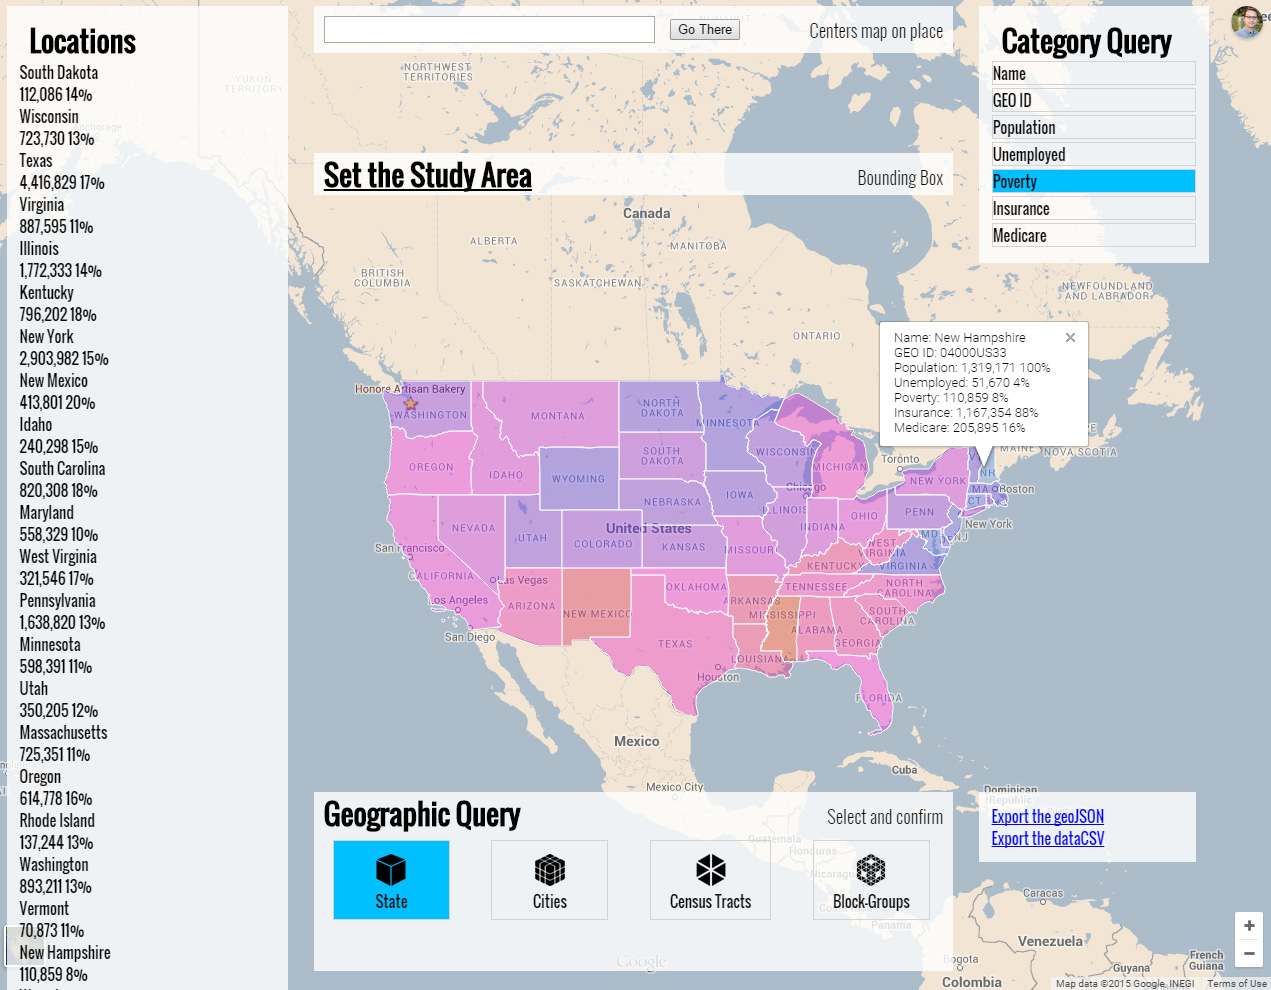 Locations
South Dakota
112,086 14%
Wisconsin
723,730 13%
Texas
4,416,829 17%
Virginia
887,595 11%
Illinois
1,772,333 14%
Kentucky
796,202 18%
New York
2,903,982 15%
New Mexico
413,801 20%
Idaho
240,298 15%
South Carolina
820,308 18%
Maryland
558,329 10%
West Virginia
321,546 17%
Pennsylvania
1,638,820 13%
Minnesota
598,391 11%
Utah
350,205 12%
Massachusetts
725,351 11%
Oregon
614,778 16%
Rhode Island
137,244 13%
Washington
893,211 13%
Vermont
70,873 11%
New Hampshire
110,859 8%
Go There
Centers map on place
Set the Study Area
Bounding Box
Category Query
Name
GEO ID
Population
Unemployed
Poverty
Insurance
Medicare
YUKON
TERRITORY
NORTHWEST
TERRITORIES
Canada
ALBERTA
MANITOBA
BRITISH
COLUMBIA
SASKATCHEWAN
NEWFOUNDLAND
AND LABRADOR
ONTARIO
Name: New Hampshire
GEO ID: 04000US33
Population: 1,319,171 100%
Unemployed: 51,670 4%
Poverty: 110,859 8%
Insurance: 1,167,354 88%
Medicare: 205,895 16%
Honore Artisan Bakery
WASHINGTON
MONTANA
NORTH
DAKOTA
MINNESOTA
OREGON
IDAHO
WYOMING
SOUTH
DAKOTA
WISCONSIN
MICHIGAN
Toronto
MAINE
NOVA SCOTIA
NH
NEW YORK
MA
Boston
CT
NEBRASKA
IOWA
Chicago
ILLINOIS
INDIANA
OHIO
PENN
New York
NJ
MD
NEVADA
UTAH
United States
COLORADO
KANSAS
MISSOURI
WEST
VIRGINIA
KENTUCKY
VIRGINIA
San Francisco
CALIFORNIA
Las Vegas
Los Angeles
San Diego
ARIZONA
NEW MEXICO
OKLAHOMA
ARKANSAS
TENNESSEE
NORTH
CAROLINA
MISSISSIPPI
ALABAMA
SOUTH
CAROLINA
GEORGIA
TEXAS
LOUISIANA
Houston
FLORIDA
Mexico
Mexico City
Cuba
Dominican
Republic
Geographic Query
Select and confirm
State
Cities
Census Tracts
Block-Groups
Export the geoJSON
Export the dataCSV
Guatemala
Honduras
Nicaragua
Panama
Caracas
Venezuela
Bogota
Colombia
Guyana
French
Guiana
Google
+
−
Map data ©2015 Google, INEGI
Terms of Use